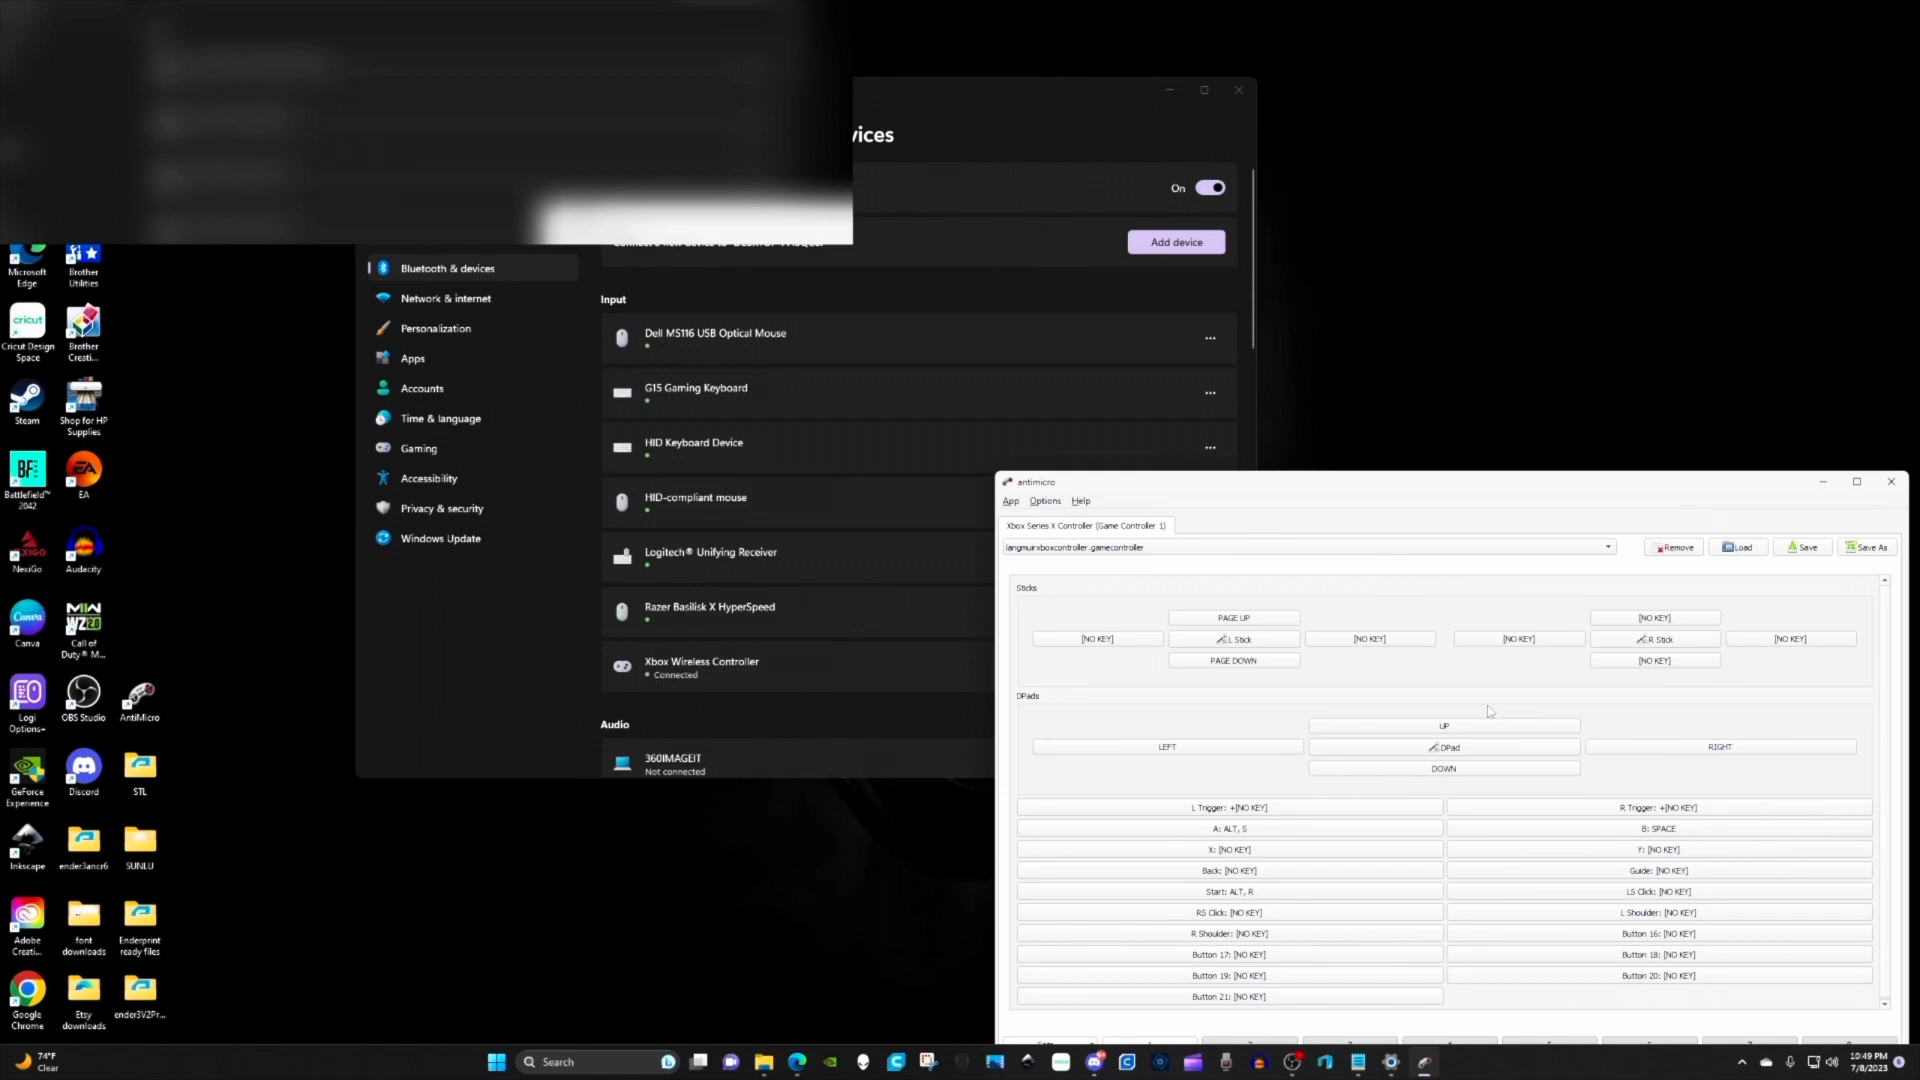 vices
On
Add device
Bluetooth & devices
Network & internet
Personalization
Apps
Accounts
Time & language
Gaming
Accessibility
Privacy & security
Windows Update
Input
Dell MS116 USB Optical Mouse
G15 Gaming Keyboard
HID Keyboard Device
HID-compliant mouse
Logitech® Unifying Receiver
Razer Basilisk X HyperSpeed
Xbox Wireless Controller
Connected
Audio
360IMAGEIT
Not connected
Microsoft
Edge
Brother
Utilities
cricut
Cricut Design
Space
Brother
Creati...
Steam
Shop for HP
Supplies
BF
Battlefield™
2042
EA
EA
NEXIGO
NexiGo
Audacity
Canva
Canva
MWII
WZ2.0
Call of
Duty® M...
Logi
Options+
OBS Studio
AntiMicro
GeForce
Experience
Discord
STL
Inkscape
ender3ancr6
SUNLU
Adobe
Creati...
font
downloads
Enderprint
ready files
Google
Chrome
Etsy
downloads
ender3V2Pr...
antimicro
App Options Help
Xbox Series X Controller (Game Controller 1)
langmuirxboxcontroller.gamecontroller
Remove Load Save Save As
Sticks
PAGE UP [NO KEY]
[NO KEY] L Stick [NO KEY] [NO KEY] R Stick [NO KEY]
PAGE DOWN [NO KEY]
DPads
UP
LEFT DPad RIGHT
DOWN
L Trigger: +[NO KEY] R Trigger: +[NO KEY]
A: ALT, S B: SPACE
X: [NO KEY] Y: [NO KEY]
Back: [NO KEY] Guide: [NO KEY]
Start: ALT, R LS Click: [NO KEY]
RS Click: [NO KEY] L Shoulder: [NO KEY]
R Shoulder: [NO KEY] Button 16: [NO KEY]
Button 17: [NO KEY] Button 18: [NO KEY]
Button 19: [NO KEY] Button 20: [NO KEY]
Button 21: [NO KEY]
74°F
Clear
Search
10:49 PM
7/8/2023